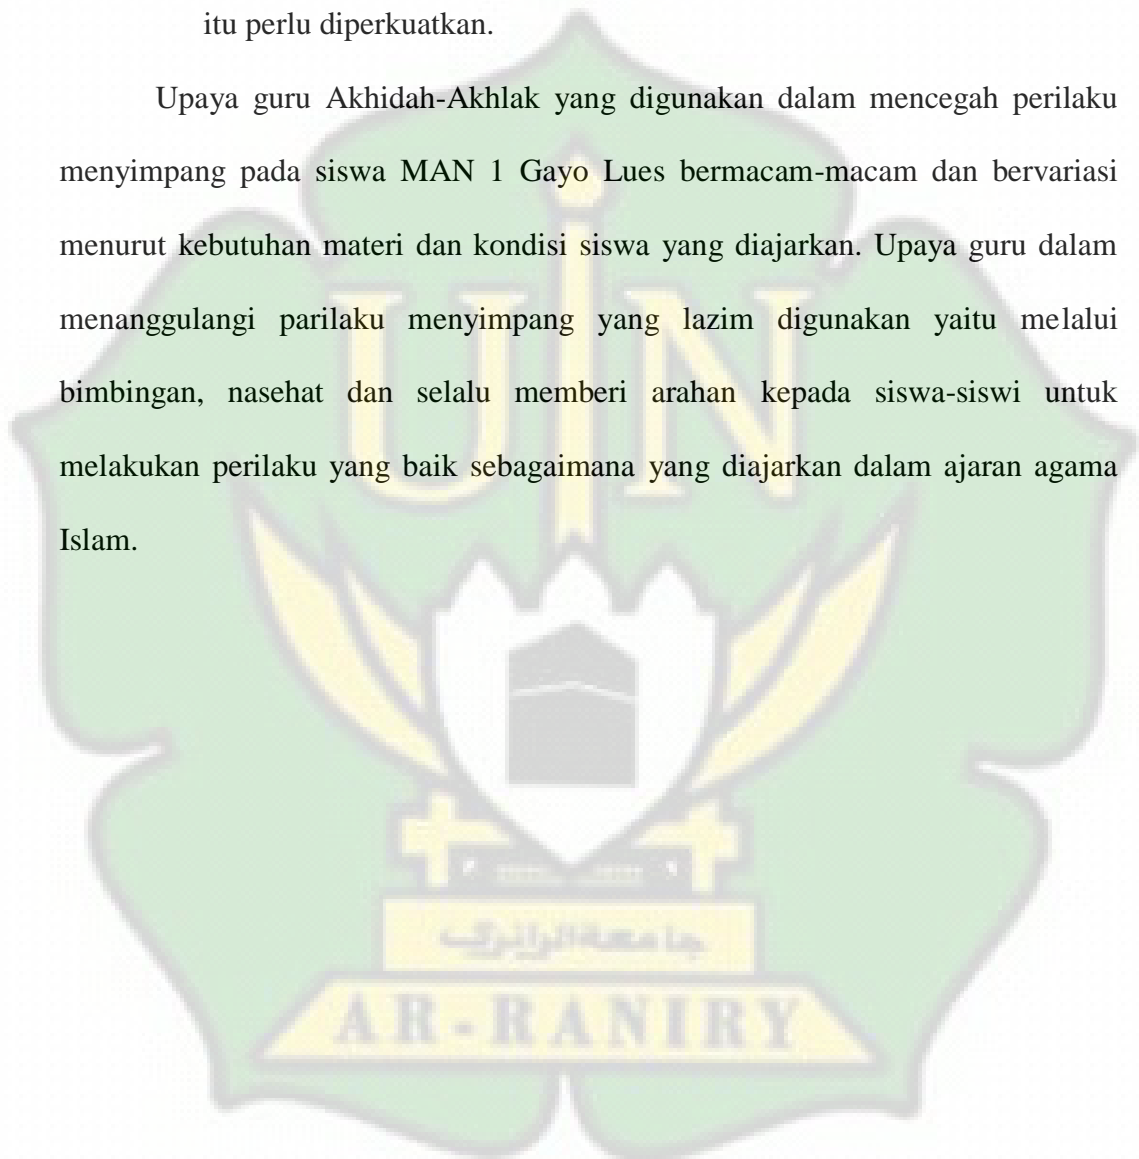 itu perlu diperkuatkan.
Upaya guru Akhidah-Akhlak yang digunakan dalam mencegah perilaku
menyimpang pada siswa MAN 1 Gayo Lues bermacam-macam dan bervariasi
menurut kebutuhan materi dan kondisi siswa yang diajarkan. Upaya guru dalam
menanggulangi parilaku menyimpang yang lazim digunakan yaitu melalui
bimbingan, nasehat dan selalu memberi arahan kepada siswa-siswi untuk
melakukan perilaku yang baik sebagaimana yang diajarkan dalam ajaran agama
Islam.
UIN
جامعة الرانري
AR-RANIRY